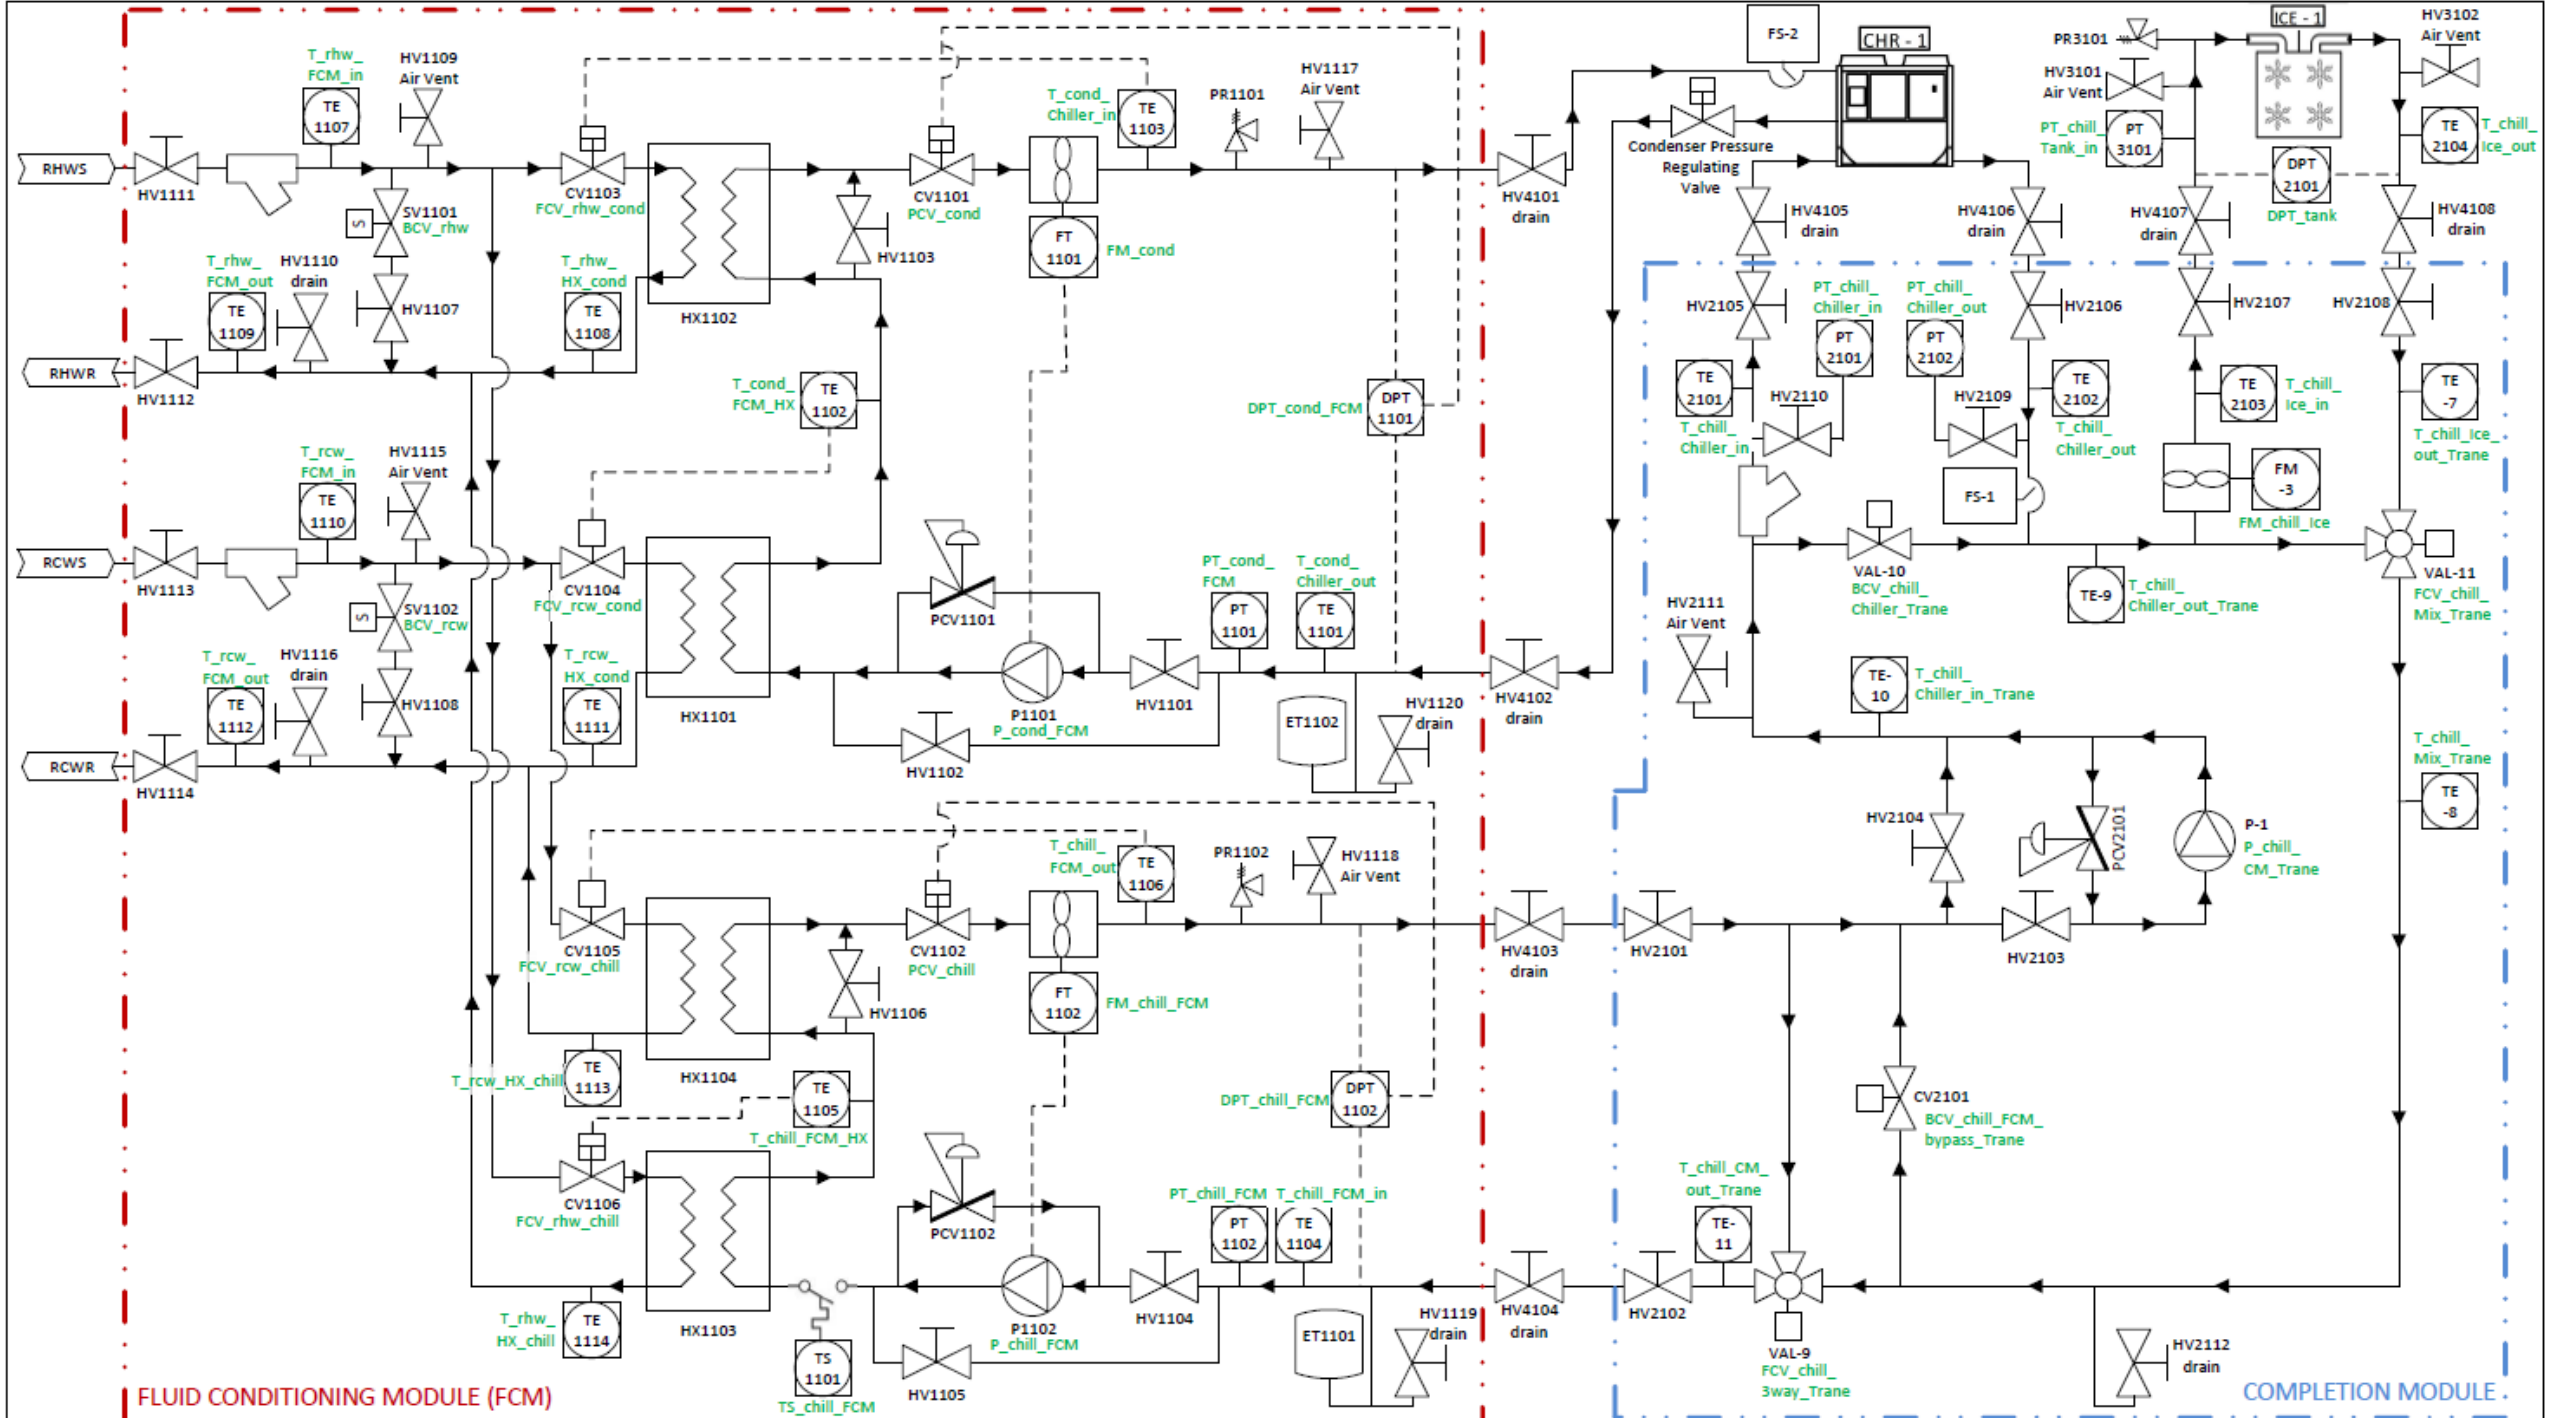 T_rhw_
FCM_in
TE
1107
HV1109
Air Vent
RHWS
HV1111
SV1101
BCV_rhw
S
HV1107
T_rhw_
FCM_out
TE
1109
HV1110
drain
RHWR
HV1112
CV1103
FCV_rhw_cond
T_rhw_
HX_cond
TE
1108
HX1102
HV1103
CV1101
PCV_cond
FT
1101
FM_cond
T_cond_
Chiller_in
TE
1103
PR1101
HV1117
Air Vent
T_cond_
FCM_HX
TE
1102
DPT_cond_FCM
DPT
1101
T_rcw_
FCM_in
TE
1110
HV1115
Air Vent
RCWS
HV1113
SV1102
BCV_rcw
S
HV1108
T_rcw_
FCM_out
TE
1112
HV1116
drain
RCWR
HV1114
CV1104
FCV_rcw_cond
T_rcw_
HX_cond
TE
1111
HX1101
PCV1101
P1101
P_cond_FCM
HV1101
HV1102
PT_cond_
FCM
PT
1101
T_cond_
Chiller_out
TE
1101
ET1102
HV1120
drain
CV1105
FCV_rcw_chill
T_rcw_HX_chill
TE
1113
HX1104
HV1106
CV1102
PCV_chill
FT
1102
FM_chill_FCM
T_chill_
FCM_out
TE
1106
PR1102
HV1118
Air Vent
TE
1105
T_chill_FCM_HX
DPT_chill_FCM
DPT
1102
CV1106
FCV_rhw_chill
T_rhw_
HX_chill
TE
1114
HX1103
TS
1101
TS_chill_FCM
PCV1102
P1102
P_chill_FCM
HV1104
HV1105
PT_chill_FCM
PT
1102
T_chill_FCM_in
TE
1104
ET1101
HV1119
drain
FLUID CONDITIONING MODULE (FCM)
HV4101
drain
HV4102
drain
HV4103
drain
HV4104
drain
FS-2
CHR - 1
Condenser Pressure
Regulating
Valve
HV4105
drain
HV4106
drain
PR3101
HV3101
Air Vent
PT_chill_
Tank_in
PT
3101
ICE - 1
HV3102
Air Vent
TE
2104
T_chill_
Ice_out
DPT
2101
DPT_tank
HV4107
drain
HV4108
drain
HV2105
HV2106
HV2107
HV2108
PT_chill_
Chiller_in
PT
2101
PT_chill_
Chiller_out
PT
2102
TE
2101
T_chill_
Chiller_in
HV2110
HV2109
TE
2102
T_chill_
Chiller_out
TE
2103
T_chill_
Ice_in
TE
-7
T_chill_Ice_
out_Trane
FS-1
FM
-3
FM_chill_Ice
VAL-10
BCV_chill_
Chiller_Trane
TE-9
T_chill_
Chiller_out_Trane
VAL-11
FCV_chill_
Mix_Trane
HV2111
Air Vent
TE-
10
T_chill_
Chiller_in_Trane
T_chill_
Mix_Trane
TE
-8
HV2104
PCV2101
P-1
P_chill_
CM_Trane
HV2101
HV2103
CV2101
BCV_chill_FCM_
bypass_Trane
T_chill_CM_
out_Trane
TE-
11
HV2102
VAL-9
FCV_chill_
3way_Trane
HV2112
drain
COMPLETION MODULE